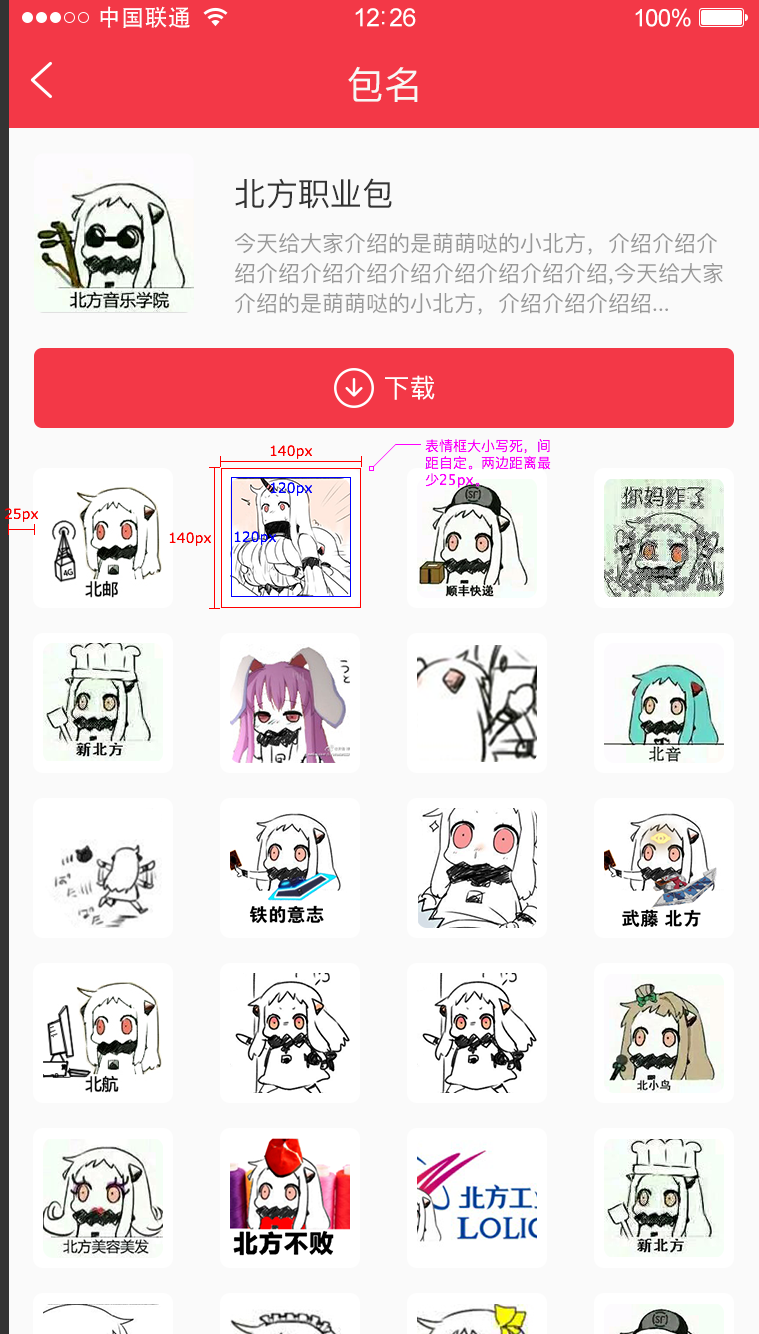 中国联通
12:26
100%
包名
北方音乐学院
北方职业包
今天给大家介绍的是萌萌哒的小北方，介绍介绍介
绍介绍介绍介绍介绍介绍介绍介绍介绍,今天给大家
介绍的是萌萌哒的小北方，介绍介绍介绍绍...
下载
表情框大小写死，间
距自定。两边距离最
少25px。
140px
25px
140px
120px
120px
4G
北邮
SF
顺丰快递
你妈炸了
新北方
北音
铁的意志
武藤 北方
北航
北小鸟
北方美容美发
北方不败
北方工
LOLIC
新北方
SF